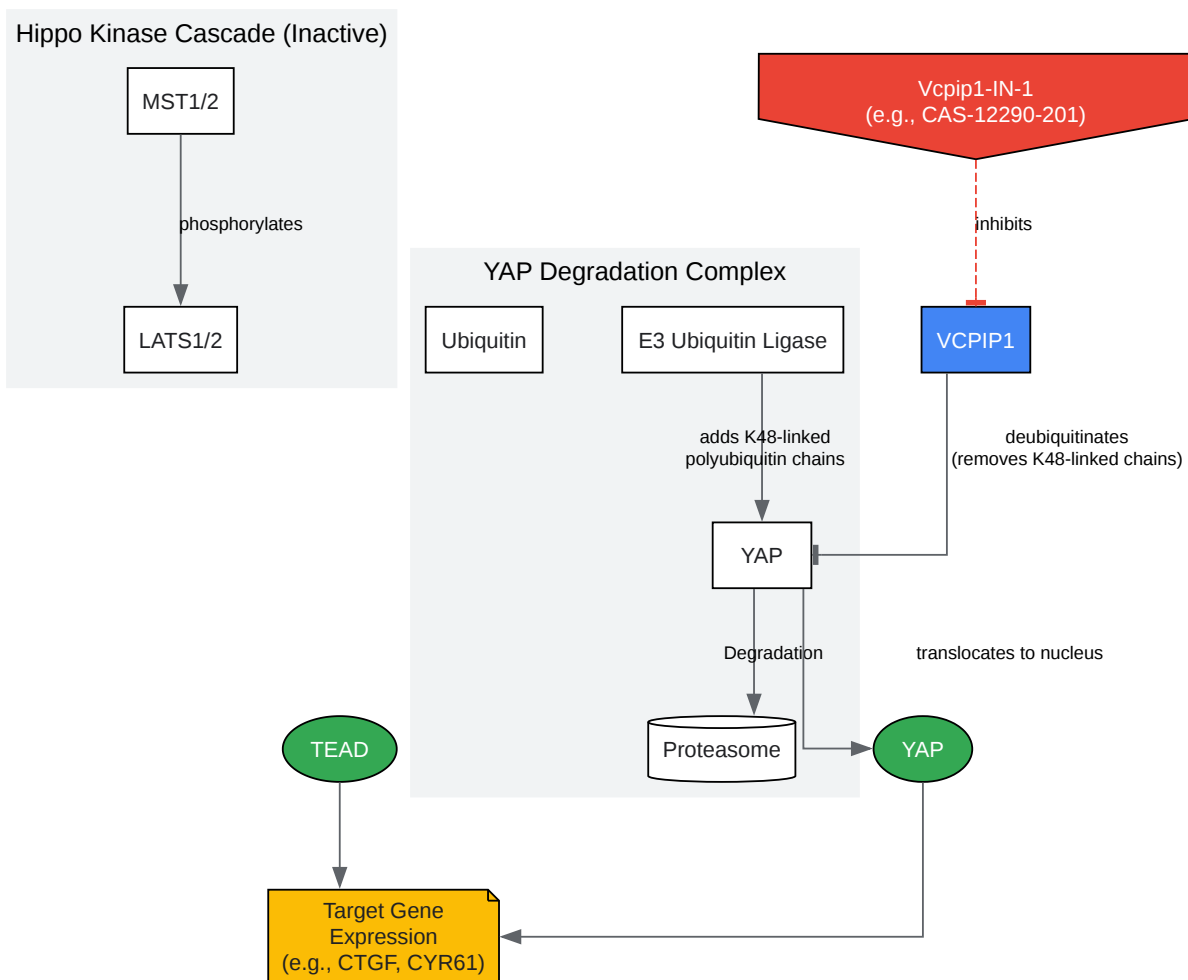 Hippo Kinase Cascade (Inactive)
MST1/2
phosphorylates
LATS1/2
Vcpip1-IN-1
(e.g., CAS-12290-201)
inhibits
YAP Degradation Complex
Ubiquitin
E3 Ubiquitin Ligase
VCPIP1
adds K48-linked
polyubiquitin chains
deubiquitinates
(removes K48-linked chains)
YAP
Degradation
translocates to nucleus
TEAD
Proteasome
YAP
Target Gene
Expression
(e.g., CTGF, CYR61)